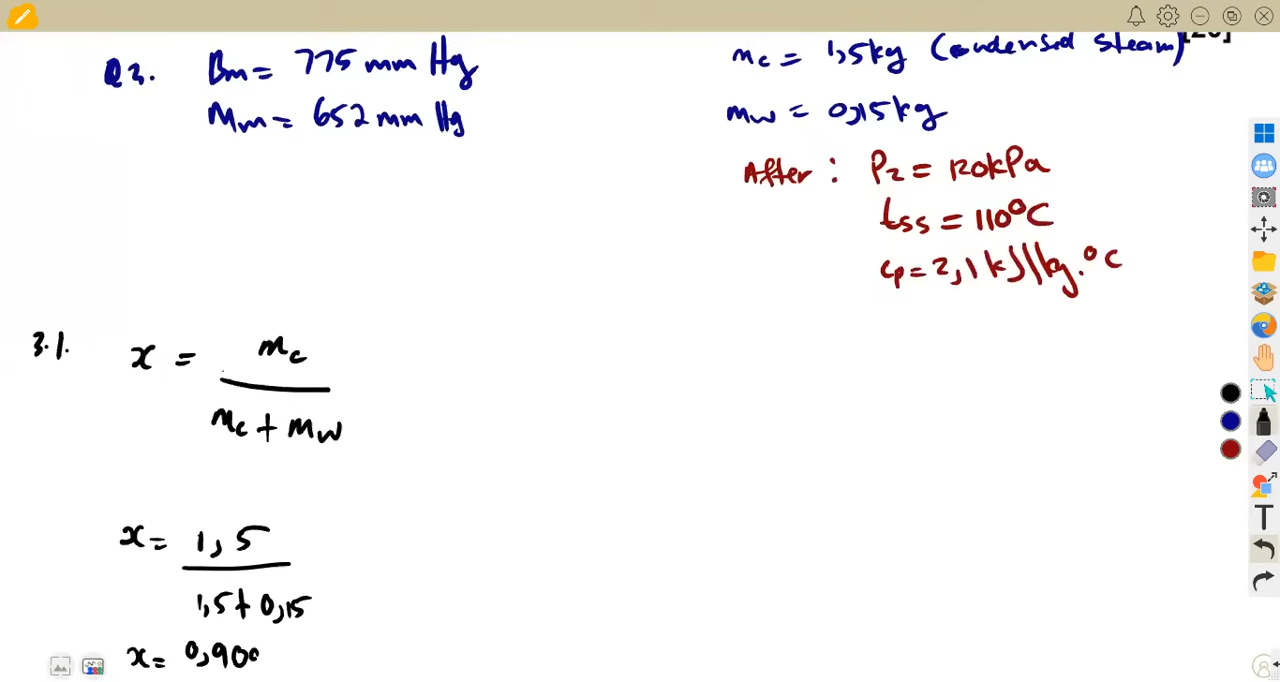 Q3. Bm = 775 mm Hg
Mm = 652 mm Hg
mc = 1,5kg (condensed steam)
mw = 0,15kg
After : P2 = 120kPa
tss = 110°C
cp = 2,1 kJ/kg.°C
3.1. x = mc
mc + mw
x = 1,5
1,5 + 0,15
x = 0,90
T